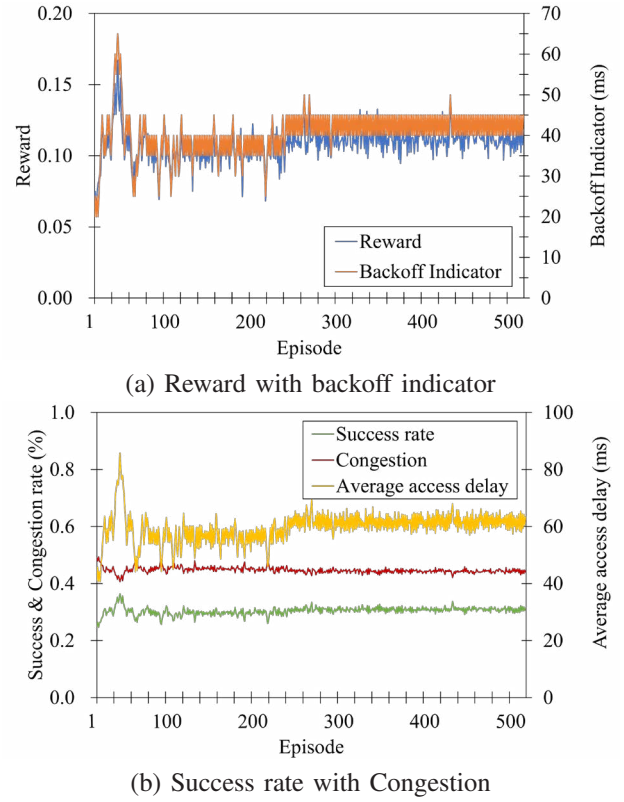 0.20
0.15
0.10
0.05
0.00
Reward
70
60
50
40
30
20
10
0
Backoff Indicator (ms)
Reward
Backoff Indicator
1 100 200 300 400 500
Episode
(a) Reward with backoff indicator
1.0
0.8
0.6
0.4
0.2
0.0
Success & Congestion rate (%)
100
80
60
40
20
0
Average access delay (ms)
Success rate
Congestion
Average access delay
1 100 200 300 400 500
Episode
(b) Success rate with Congestion